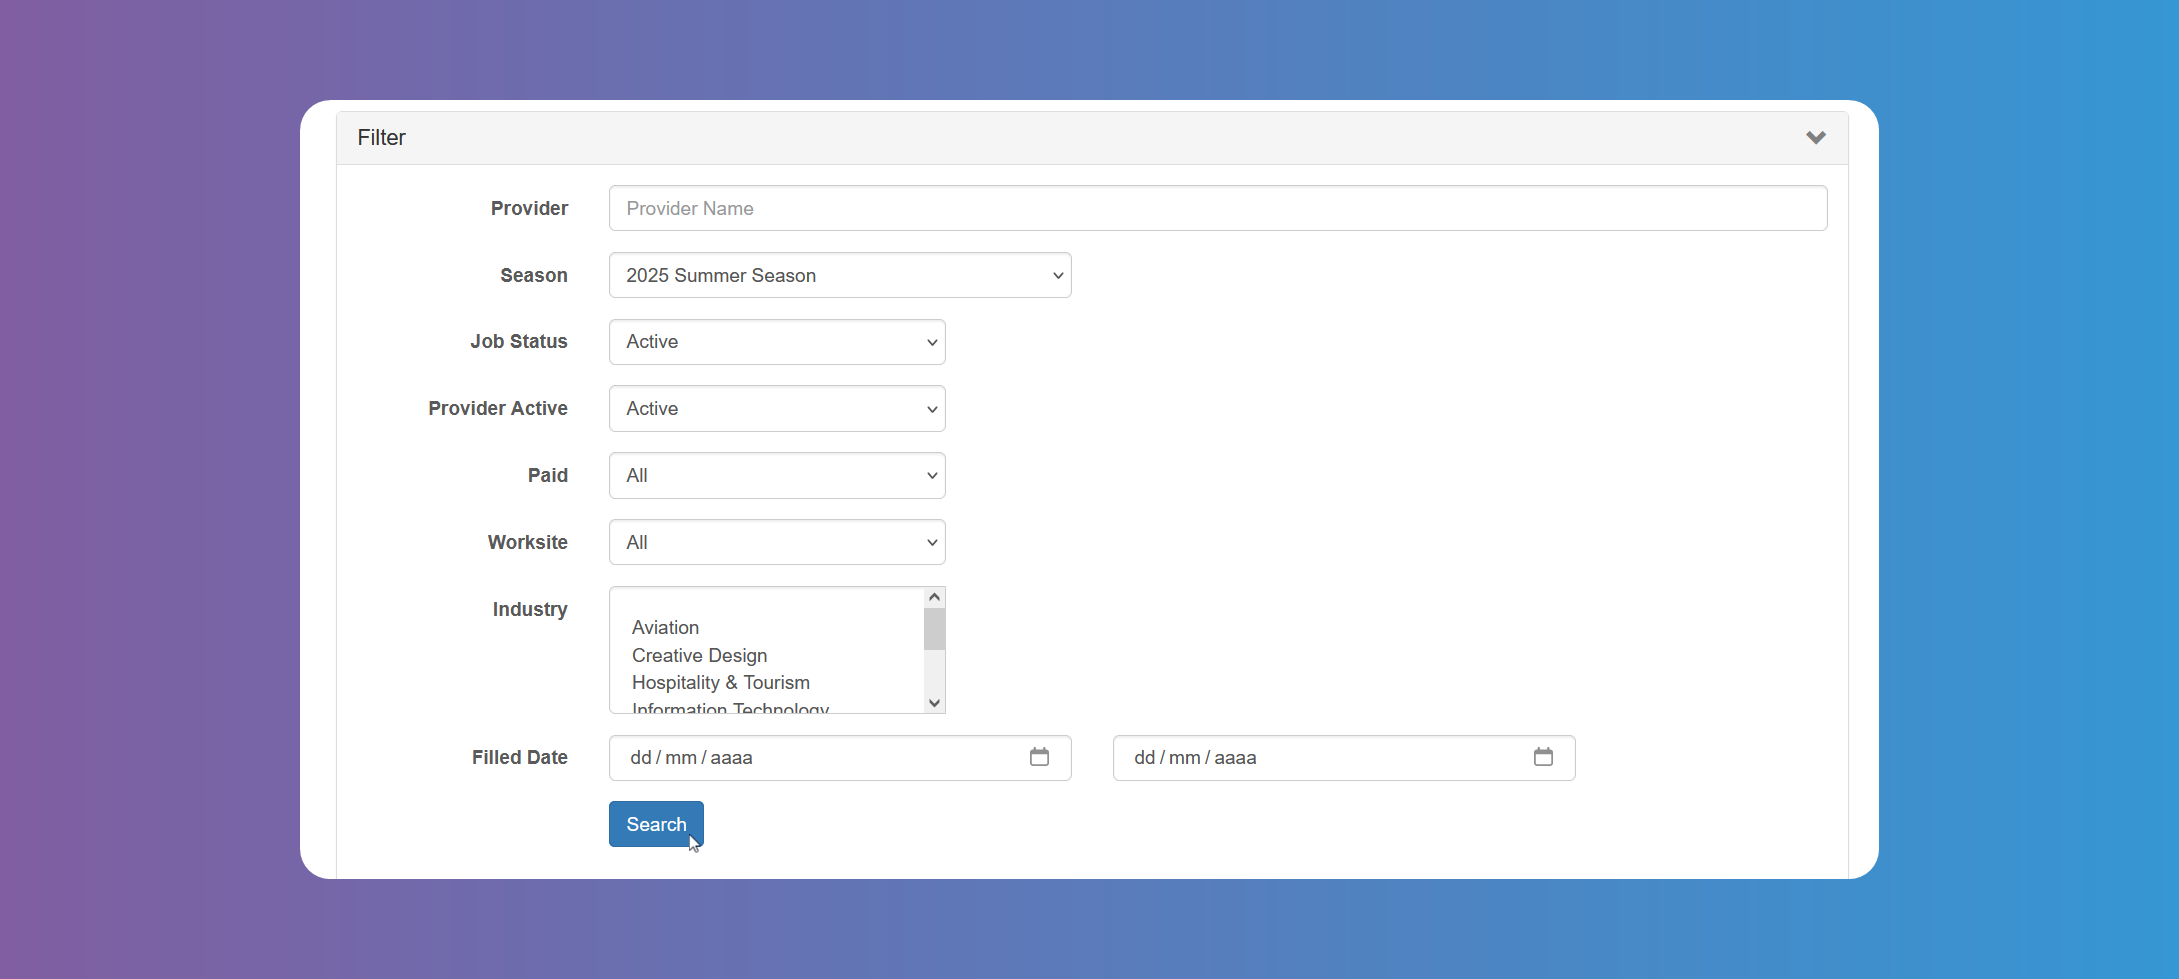 Filter
Provider Provider Name
Season 2025 Summer Season
Job Status Active
Provider Active Active
Paid All
Worksite All
Industry
Aviation
Creative Design
Hospitality & Tourism
Information Technology
Filled Date dd/mm/aaaa dd/mm/aaaa
Search